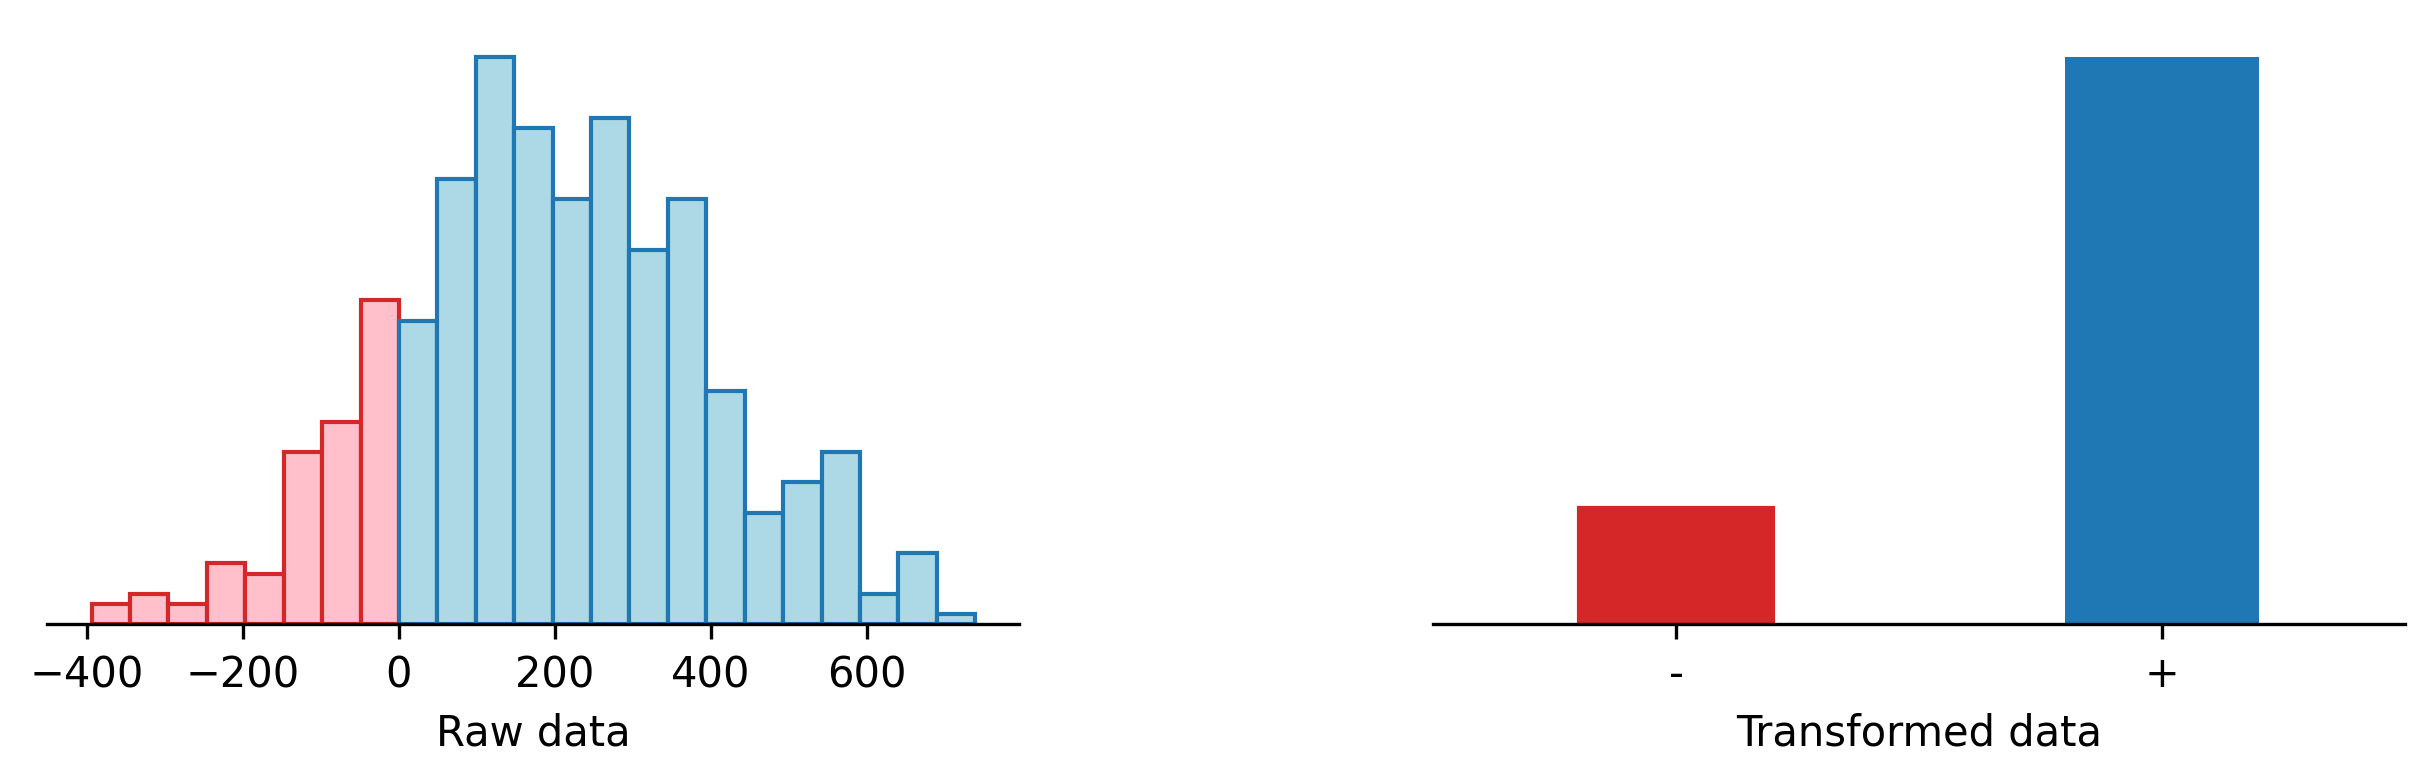 −400 −200 0 200 400 600
Raw data
- +
Transformed data